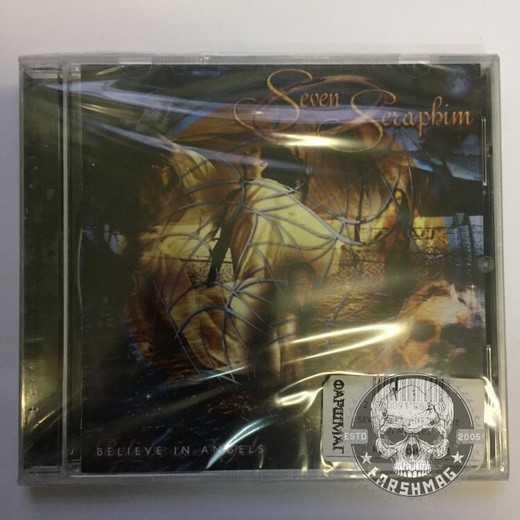 Seven
Seraphim
BELIEVE IN ANGELS
ФАРШМАГ
ESTD 2005
FARSHMAG